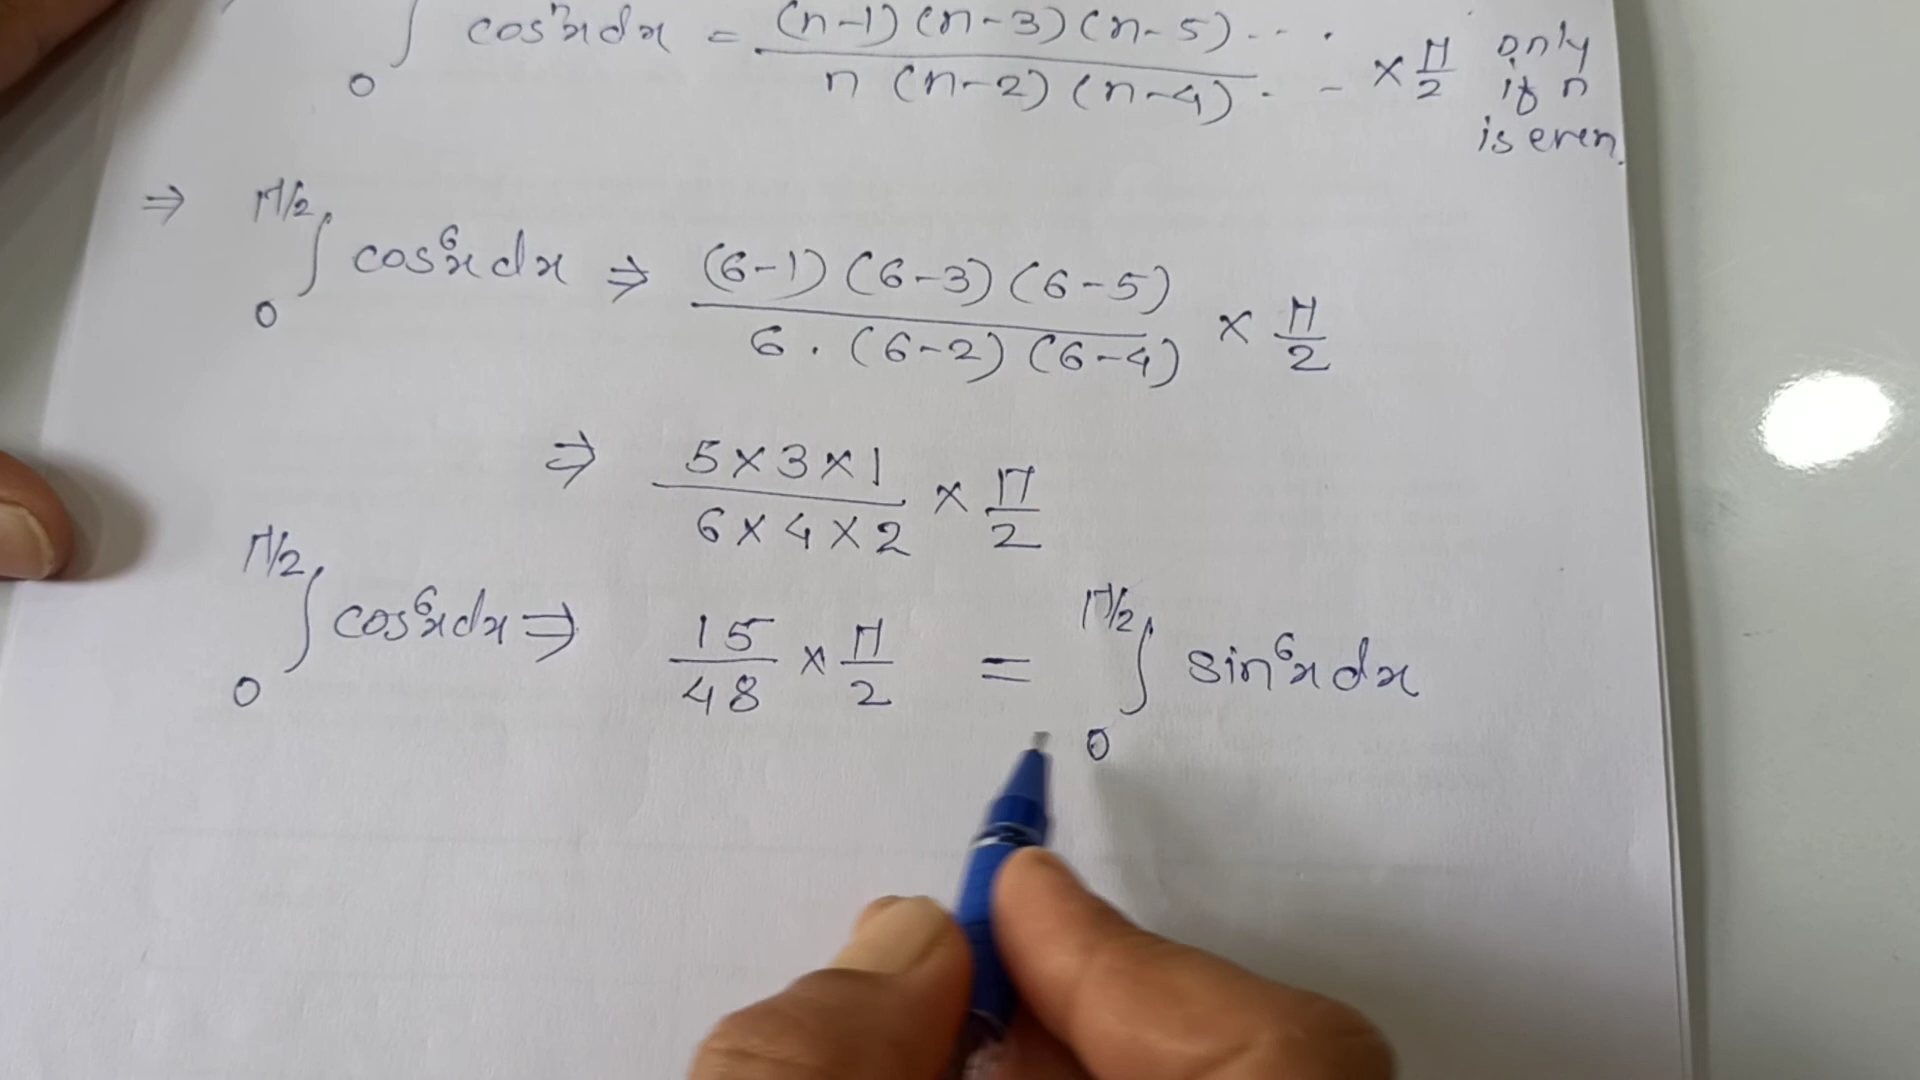 ∫₀ cosⁿx dx = (n-1)(n-3)(n-5)... / n(n-2)(n-4)... × π/2 only if n is even.
⇒ ∫₀^π/2 cos⁶x dx ⇒ (6-1)(6-3)(6-5) / 6.(6-2)(6-4) × π/2
⇒ 5×3×1 / 6×4×2 × π/2
∫₀^π/2 cos⁶x dx ⇒ 15/48 × π/2 = ∫₀^π/2 sin⁶x dx